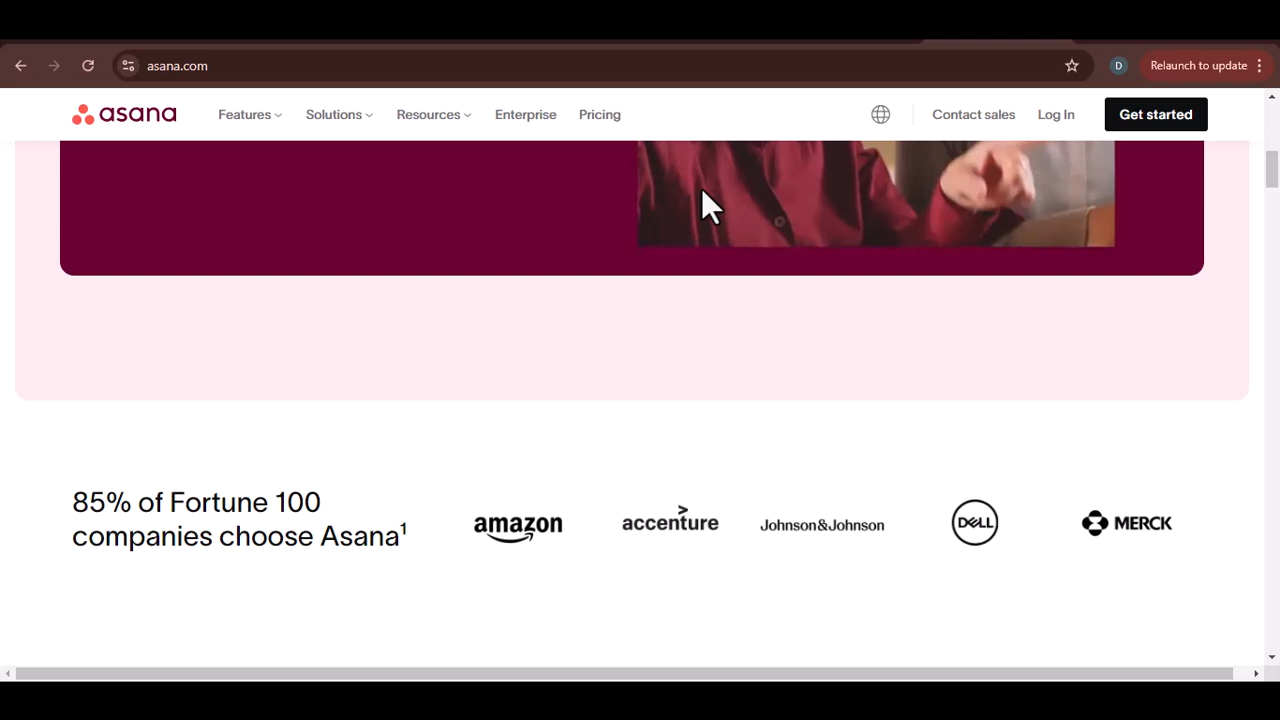 asana.com
D
Relaunch to update
asana
Features
Solutions
Resources
Enterprise
Pricing
Contact sales
Log In
Get started
85% of Fortune 100
companies choose Asana¹
amazon
accenture
Johnson&Johnson
DELL
MERCK